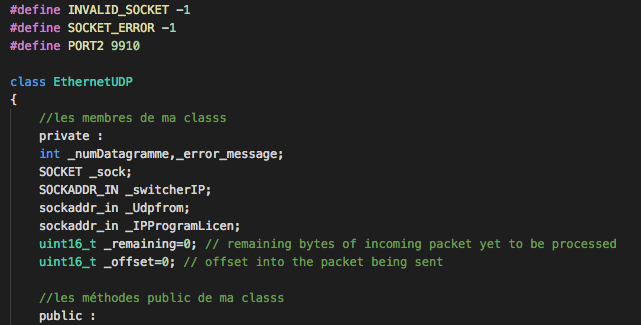 #define INVALID_SOCKET -1
#define SOCKET_ERROR -1
#define PORT2 9910
class EthernetUDP
{
//les membres de ma classs
private :
int _numDatagramme,_error_message;
SOCKET _sock;
SOCKADDR_IN _switcherIP;
sockaddr_in _Udpfrom;
sockaddr_in _IPProgramLicen;
uint16_t _remaining=0; // remaining bytes of incoming packet yet to be processed
uint16_t _offset=0; // offset into the packet being sent
//les méthodes public de ma classs
public :